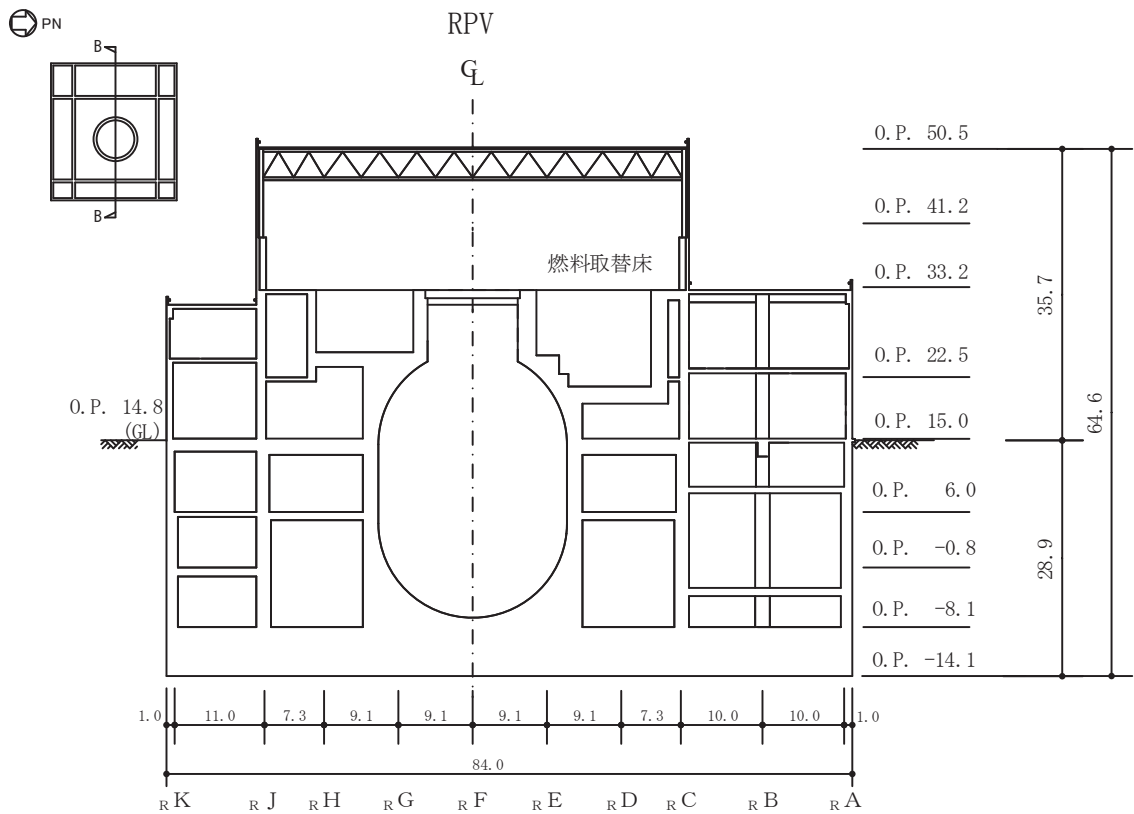 PN
RPV
B
CL
B
O.P. 50.5
O.P. 41.2
燃料取替床
O.P. 33.2
35.7
O.P. 22.5
O.P. 14.8
(GL)
O.P. 15.0
64.6
O.P. 6.0
O.P. -0.8
28.9
O.P. -8.1
O.P. -14.1
1.0 11.0 7.3 9.1 9.1 9.1 9.1 7.3 10.0 10.0 1.0
84.0
RK RJ RH RG RF RE RD RC RB RA